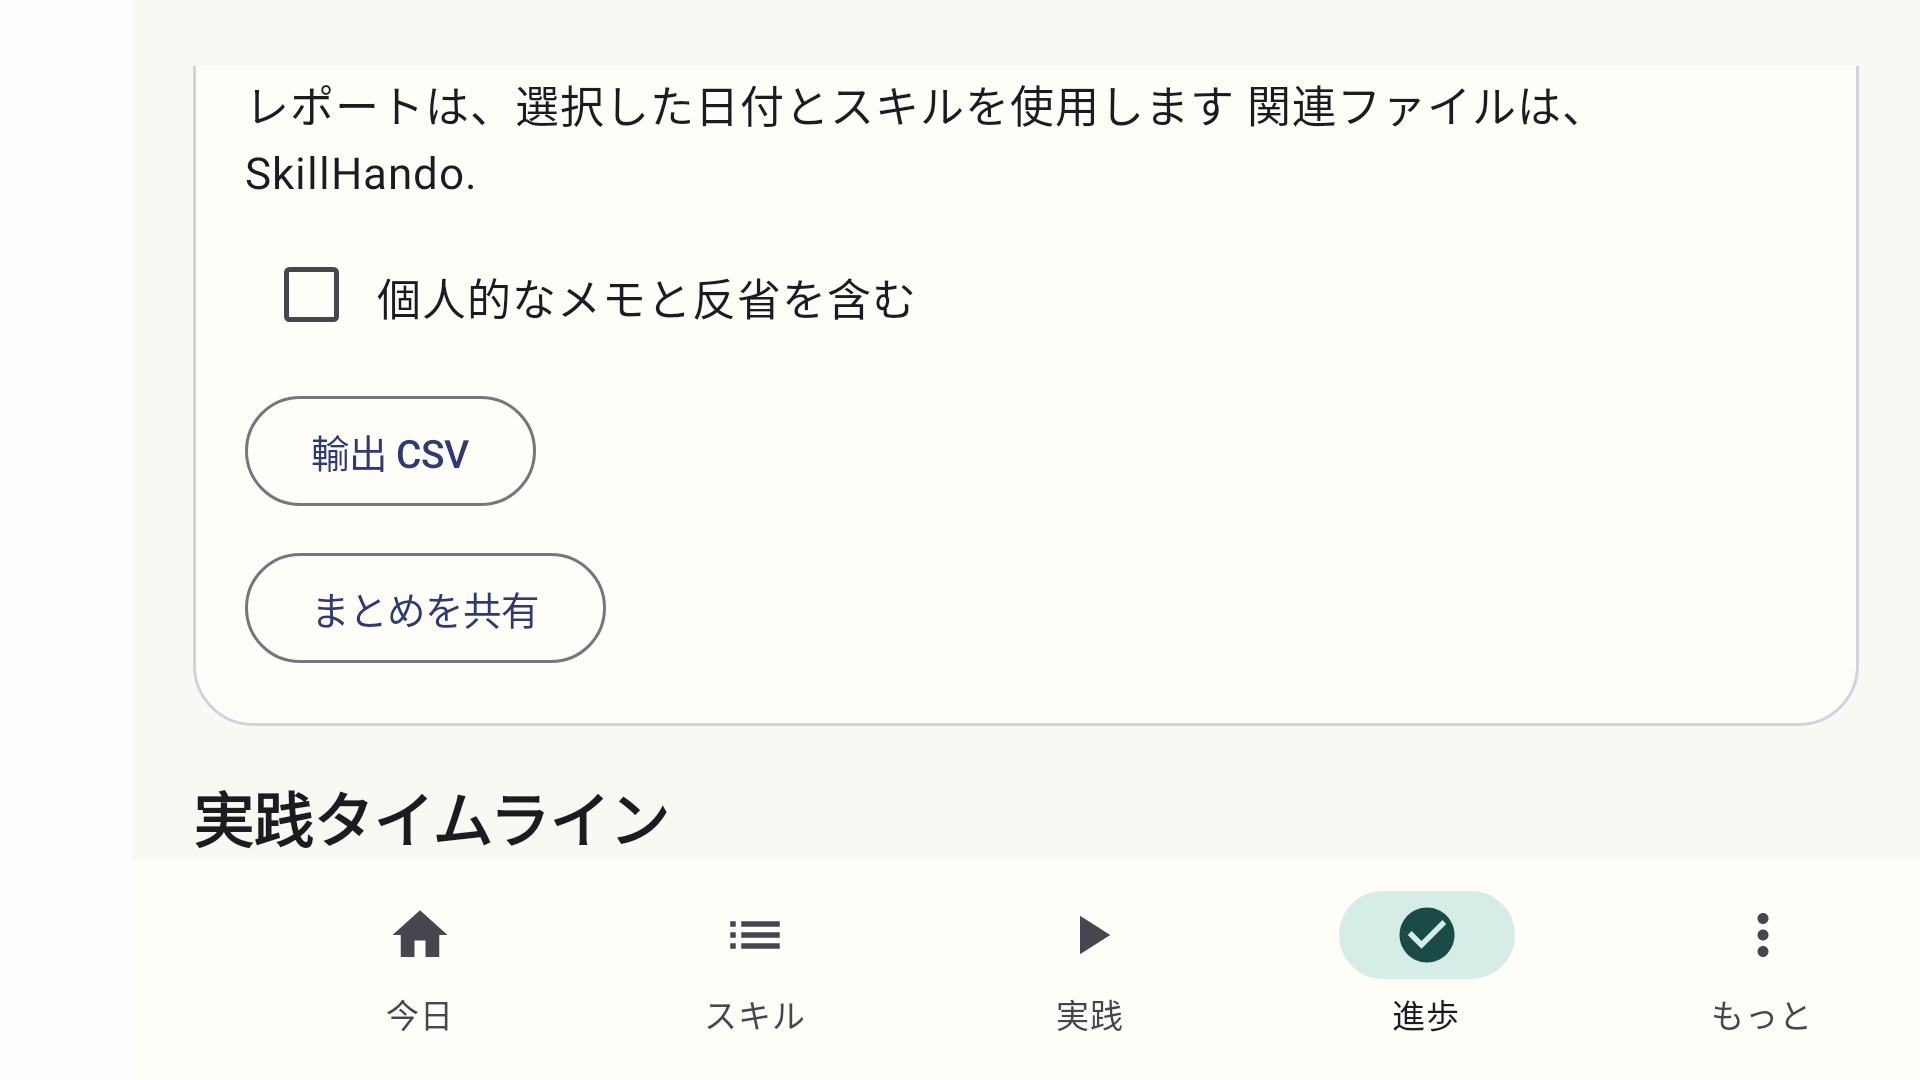 レポートは、選択した日付とスキルを使用します 関連ファイルは、
SkillHando.
個人的なメモと反省を含む
輸出 CSV
まとめを共有
実践タイムライン
今日
スキル
実践
進歩
もっと